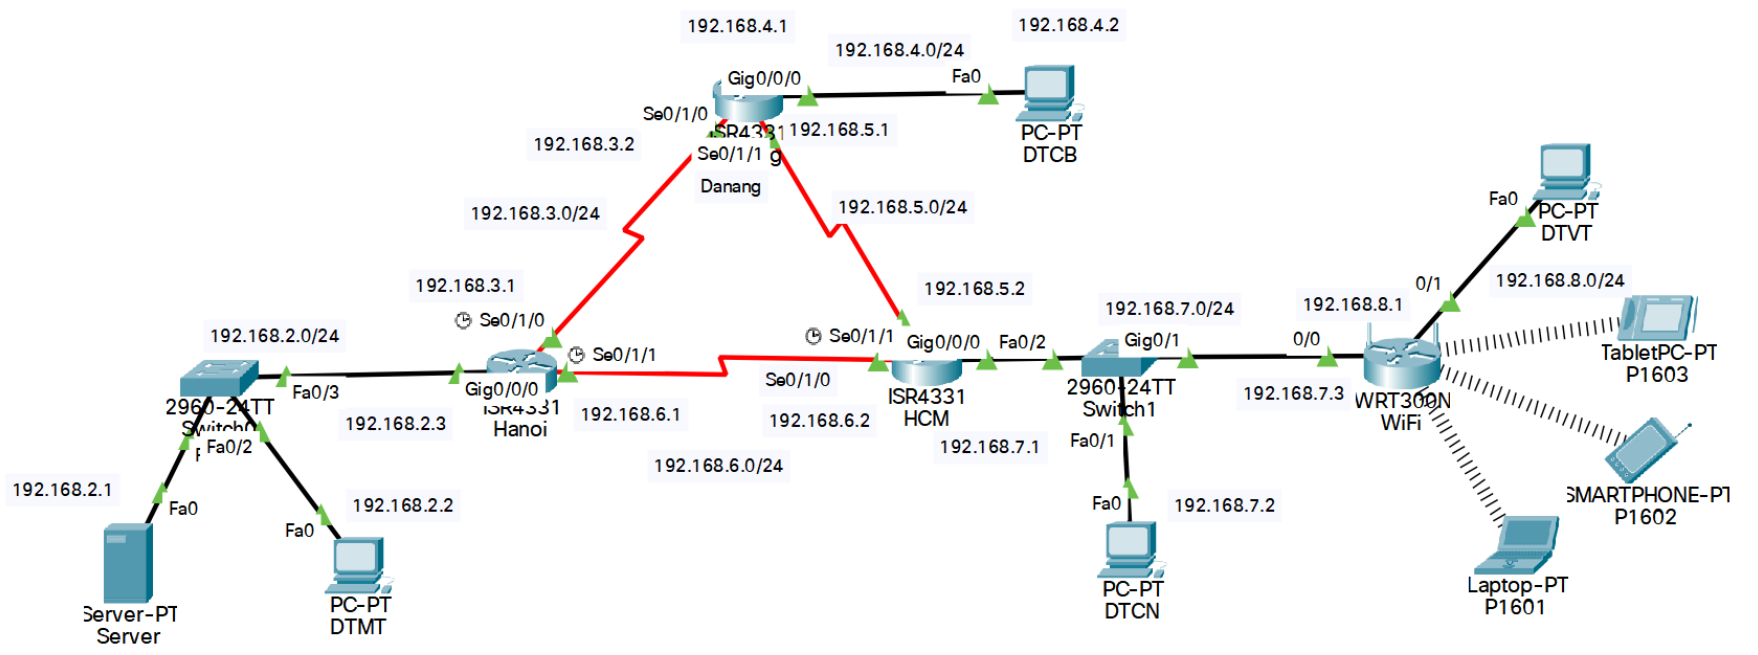 192.168.4.1
192.168.4.2
192.168.4.0/24
Gig0/0/0
Fa0
Se0/1/0
192.168.5.1
ISR4331
PC-PT
DTCB
192.168.3.2
Se0/1/1
Danang
Fa0
PC-PT
DTVT
192.168.3.0/24
192.168.5.0/24
192.168.3.1
192.168.5.2
0/1
192.168.8.0/24
Se0/1/0
192.168.7.0/24
192.168.8.1
192.168.2.0/24
Se0/1/1
Se0/1/1
Gig0/0/0
Fa0/2
Gig0/1
0/0
TabletPC-PT
P1603
Fa0/3
Gig0/0/0
Se0/1/0
192.168.7.3
2960-24TT
Switch0
ISR4331
Hanoi
192.168.6.1
192.168.6.2
ISR4331
HCM
2960-24TT
Switch1
WRT300N
WiFi
192.168.2.3
Fa0/2
Fa0/1
192.168.7.1
192.168.6.0/24
192.168.2.1
Fa0
192.168.2.2
Fa0
Fa0
192.168.7.2
SMARTPHONE-PT
P1602
Server-PT
Server
PC-PT
DTMT
PC-PT
DTCN
Laptop-PT
P1601